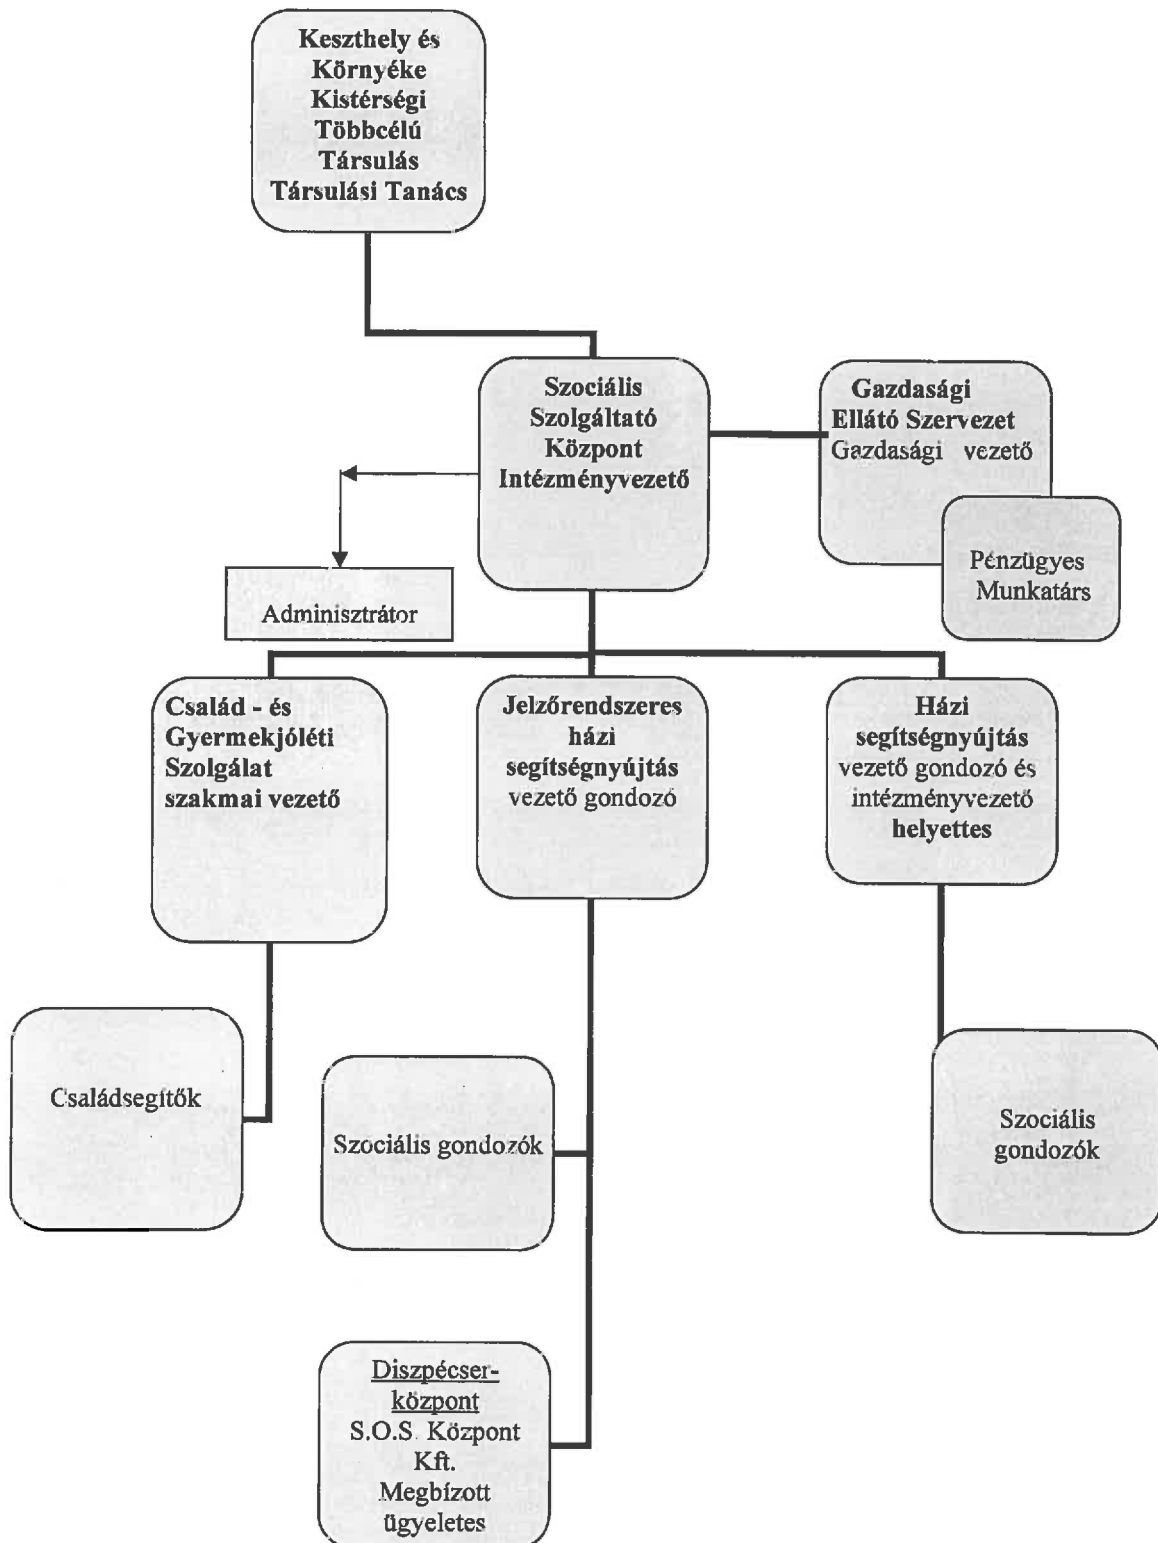 Keszthely és
Környéke
Kistérségi
Többcélú
Társulás
Társulási Tanács
Szociális
Szolgáltató
Központ
Intézményvezető
Gazdasági
Ellátó Szervezet
Gazdasági vezető
Pénzügyes
Munkatárs
Adminisztrátor
Család - és
Gyermekjóléti
Szolgálat
szakmai vezető
Jelzőrendszeres
házi
segítségnyújtás
vezető gondozó
Házi
segítségnyújtás
vezető gondozó és
intézményvezető
helyettes
Családsegítők
Szociális gondozók
Szociális
gondozók
Diszpécser-
központ
S.O.S. Központ
Kft.
Megbízott
ügyeletes